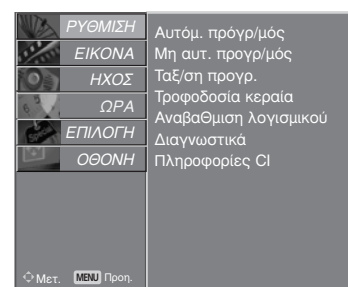 ΡΥΘΜΙΣΗ
ΕΙΚΟΝΑ
ΗΧΟΣ
ΩΡΑ
ΕΠΙΛΟΓΗ
ΟΘΟΝΗ
Αυτόμ. πρόγρ/μός
Μη αυτ. προγρ/μός
Ταξ/ση προγρ.
Τροφοδοσία κεραία
ΑναβαΘμιση λογισμικού
Διαγνωστικά
Πληροφορίες CI
Μετ. MENU Προη.